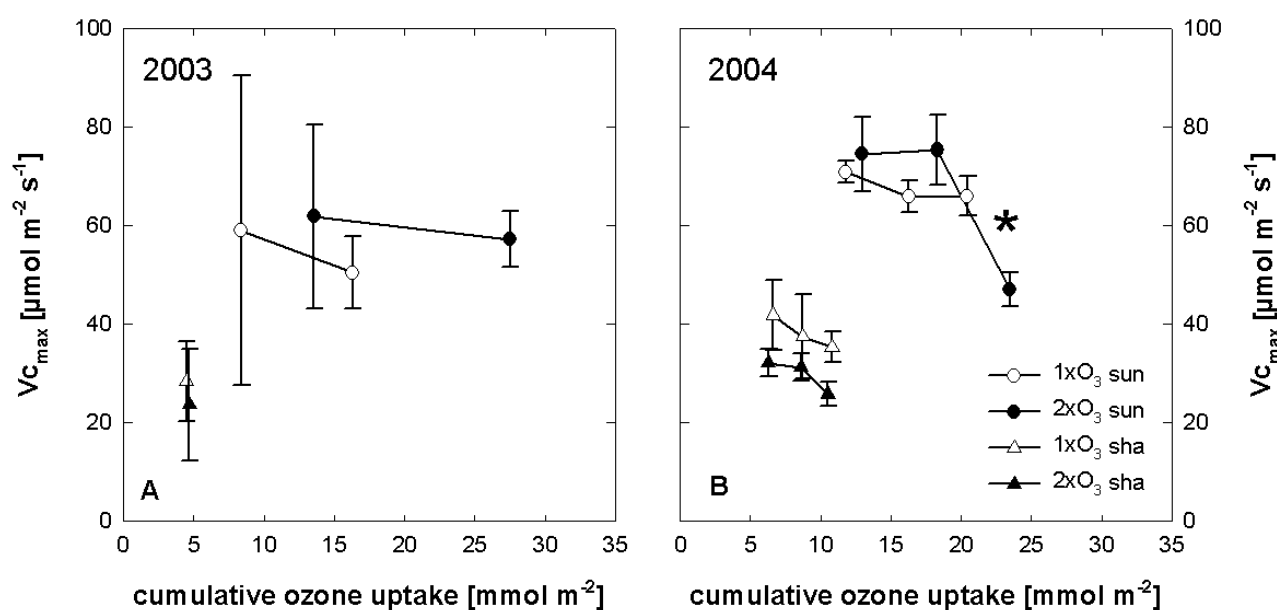 100
80
60
40
20
0
Vc_max [µmol m⁻² s⁻¹]
2003
A
0 5 10 15 20 25 30 35
cumulative ozone uptake [mmol m⁻²]
2004
*
1xO₃ sun
2xO₃ sun
1xO₃ sha
2xO₃ sha
B
0 5 10 15 20 25 30 35
cumulative ozone uptake [mmol m⁻²]
100
80
60
40
20
0
Vc_max [µmol m⁻² s⁻¹]